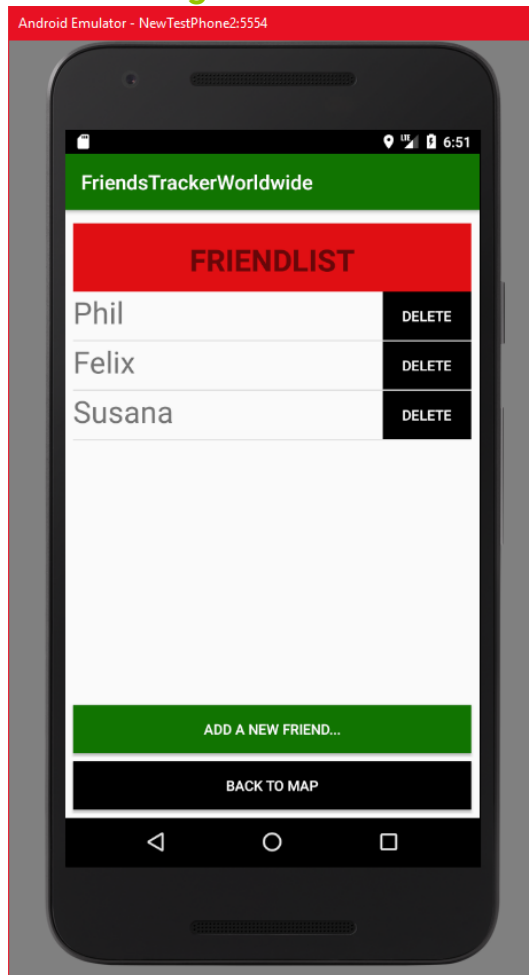 Android Emulator - NewTestPhone2:5554
LTE 6:51
FriendsTrackerWorldwide
FRIENDLIST
Phil DELETE
Felix DELETE
Susana DELETE
ADD A NEW FRIEND...
BACK TO MAP